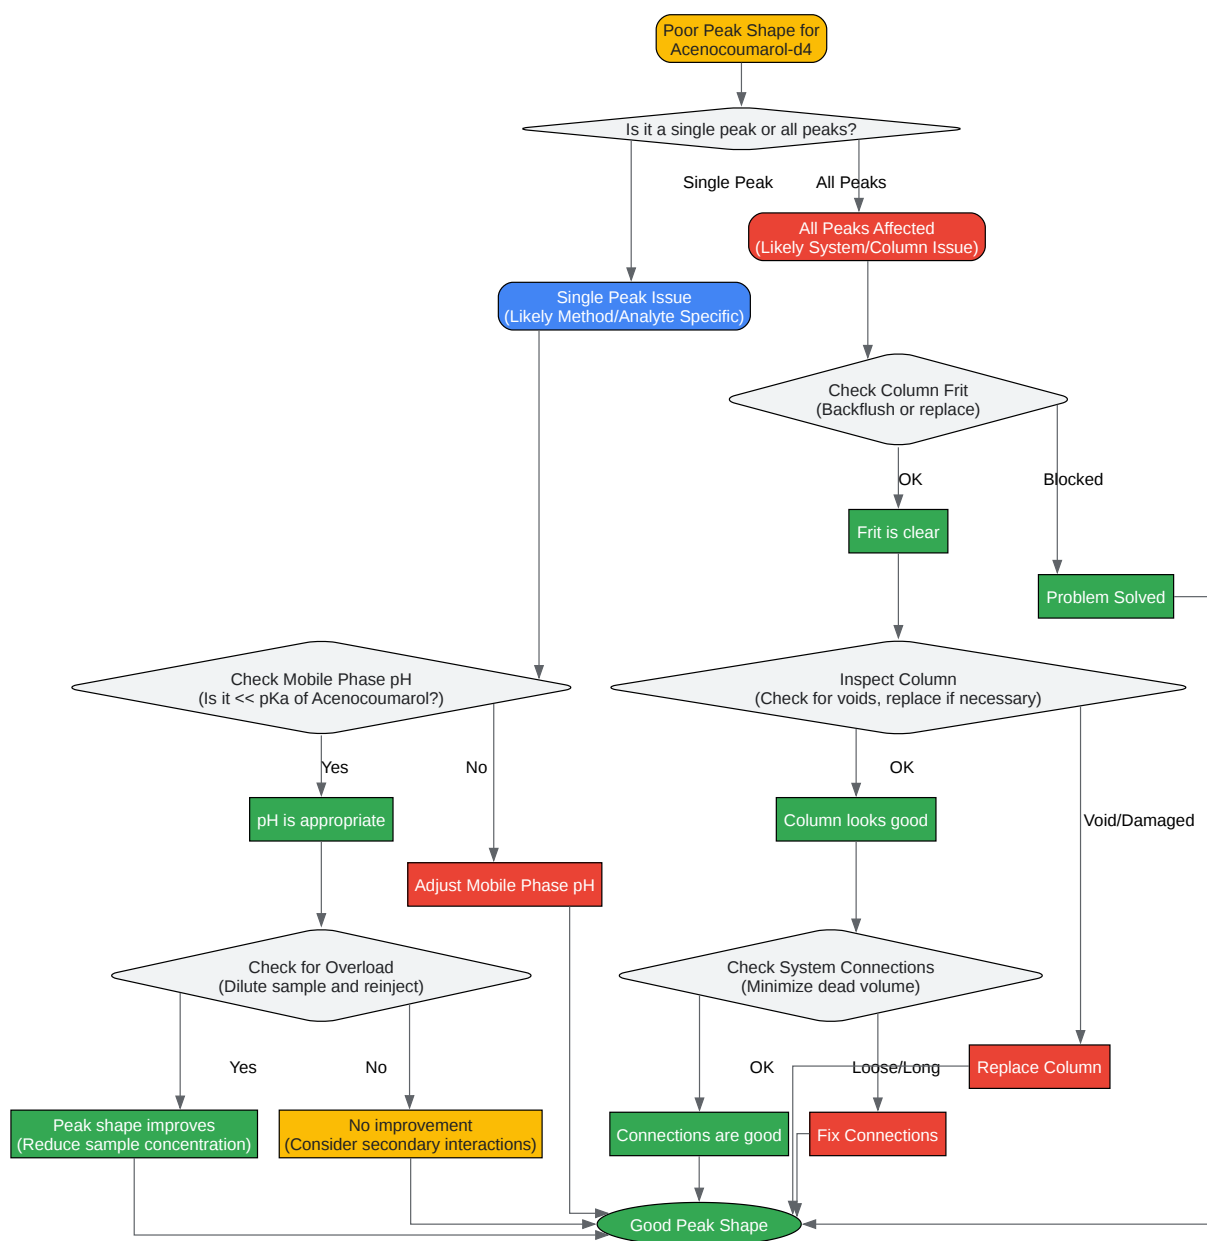 Poor Peak Shape for
Acenocoumarol-d4
Is it a single peak or all peaks?
Single Peak
All Peaks
All Peaks Affected
(Likely System/Column Issue)
Single Peak Issue
(Likely Method/Analyte Specific)
Check Column Frit
(Backflush or replace)
OK
Blocked
Frit is clear
Problem Solved
Check Mobile Phase pH
(Is it << pKa of Acenocoumarol?)
Inspect Column
(Check for voids, replace if necessary)
Yes
No
OK
pH is appropriate
Column looks good
Void/Damaged
Adjust Mobile Phase pH
Check for Overload
(Dilute sample and reinject)
Check System Connections
(Minimize dead volume)
Yes
No
OK
Loose/Long
Replace Column
Peak shape improves
(Reduce sample concentration)
No improvement
(Consider secondary interactions)
Connections are good
Fix Connections
Good Peak Shape